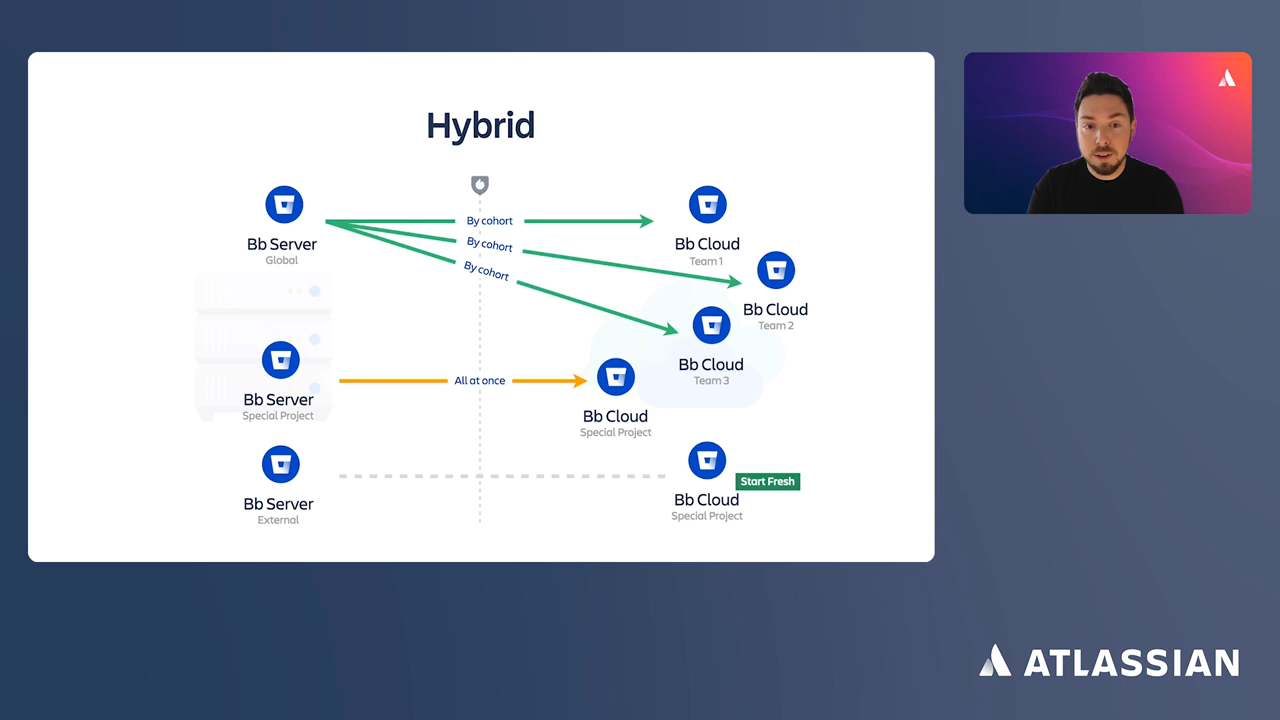 Hybrid
Bb Server
Global
By cohort
Bb Cloud
Team 1
By cohort
Bb Cloud
Team 2
By cohort
Bb Cloud
Team 3
Bb Server
Special Project
All at once
Bb Cloud
Special Project
Bb Server
External
Start Fresh
Bb Cloud
Special Project
ATLASSIAN